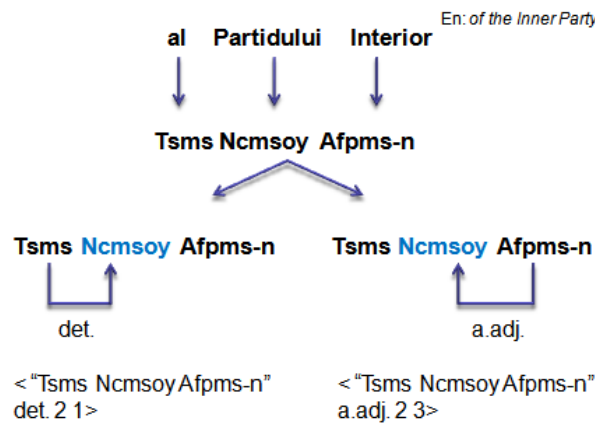 En: of the Inner Party
al Partidului Interior
Tsms Ncmsoy Afpms-n
Tsms Ncmsoy Afpms-n
det.
< “Tsms Ncmsoy Afpms-n”
det. 2 1>
Tsms Ncmsoy Afpms-n
a.adj.
< “Tsms Ncmsoy Afpms-n”
a.adj. 2 3>